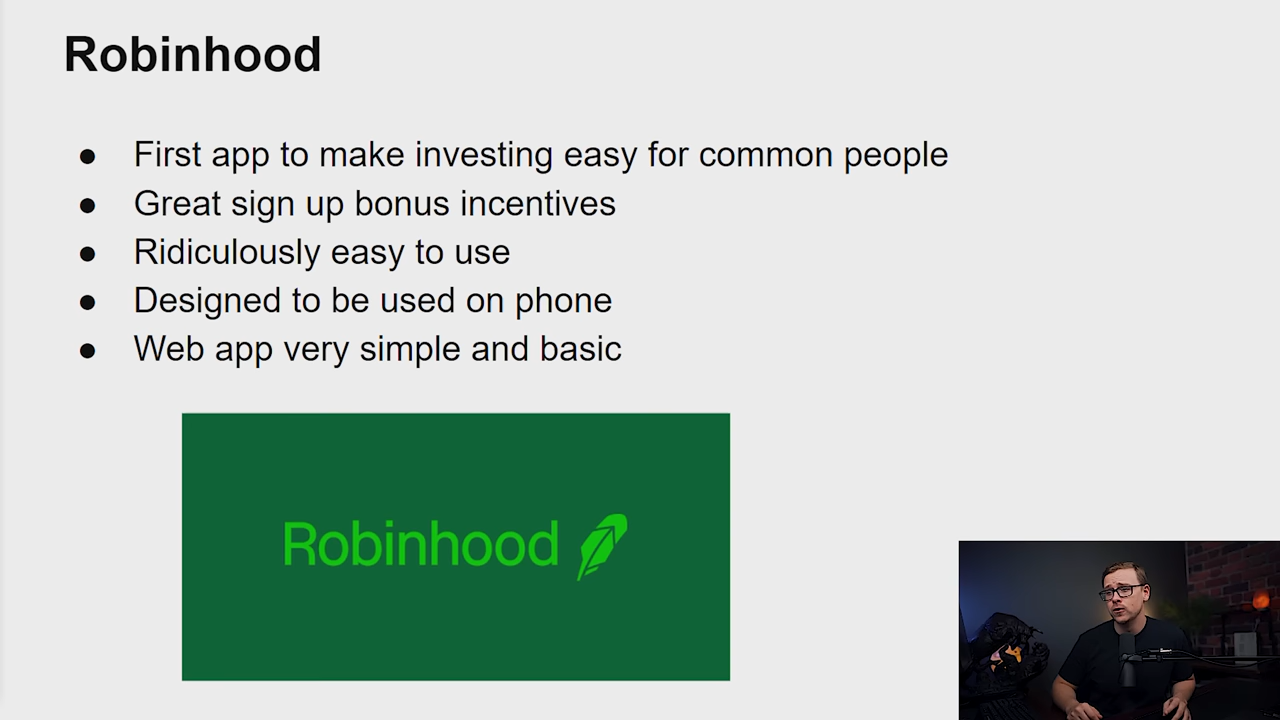 Robinhood
● First app to make investing easy for common people
● Great sign up bonus incentives
● Ridiculously easy to use
● Designed to be used on phone
● Web app very simple and basic
Robinhood